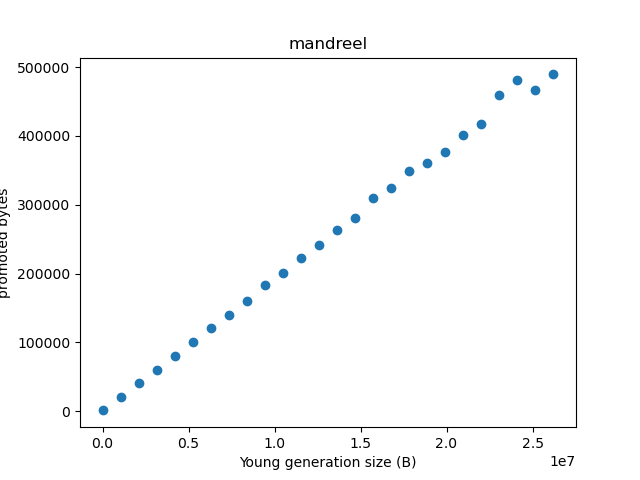 mandreel
promoted bytes
500000
400000
300000
200000
100000
0
0.0 0.5 1.0 1.5 2.0 2.5
1e7
Young generation size (B)